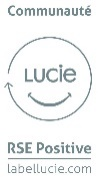 Communauté
LUCIE
RSE Positive
labellucie.com